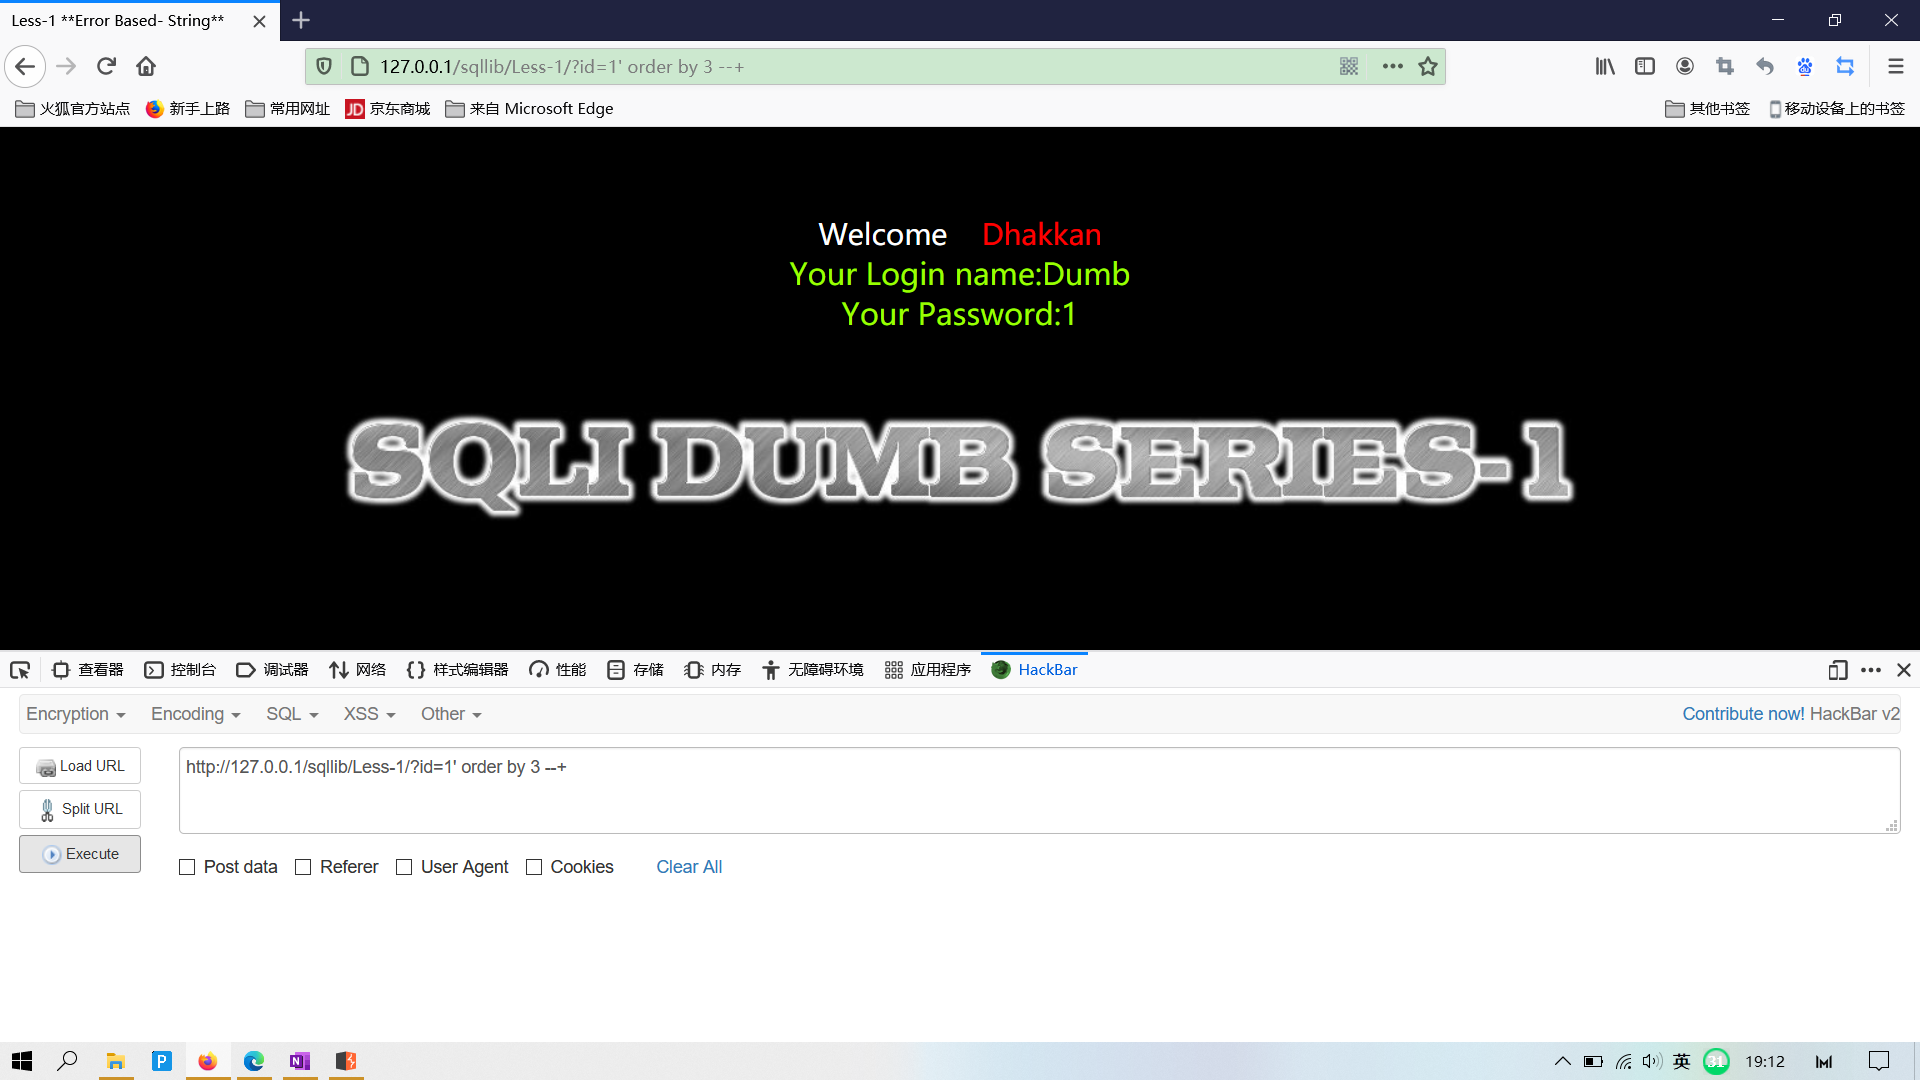 Less-1 **Error Based- String**
127.0.0.1/sqllib/Less-1/?id=1' order by 3 --+
火狐官方站点 新手上路 常用网址 JD 京东商城 来自 Microsoft Edge 其他书签 移动设备上的书签
Welcome Dhakkan
Your Login name:Dumb
Your Password:1
SQLI DUMB SERIES-1
查看器 控制台 调试器 网络 样式编辑器 性能 存储 内存 无障碍环境 应用程序 HackBar
Encryption Encoding SQL XSS Other Contribute now! HackBar v2
Load URL http://127.0.0.1/sqllib/Less-1/?id=1' order by 3 --+
Split URL
Execute
Post data Referer User Agent Cookies Clear All
P N 英 31 19:12